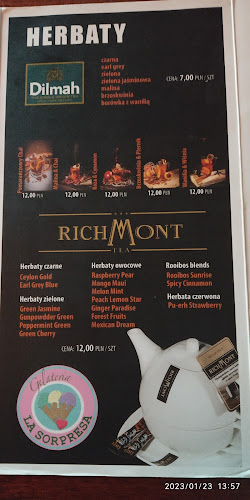 HERBATY
Dilmah
czarna
earl grey
zielona
zielona jaśminowa
malina
brzoskwinia
borówka z wanilią
CENA: 7,00 PLN / SZT
12,00 PLN
12,00 PLN
12,00 PLN
12,00 PLN
12,00 PLN
RICHMONT
TEA
Herbaty czarne
Ceylon Gold
Earl Grey Blue
Herbaty zielone
Green Jasmine
Gunpowder Green
Peppermint Green
Green Cherry
Herbaty owocowe
Raspberry Pear
Mango Maui
Melon Mint
Peach Lemon Star
Ginger Paradise
Forest Fruits
Mexican Dream
Rooibos blends
Rooibos Sunrise
Spicy Cinnamon
Herbata czerwona
Pu-erh Strawberry
CENA: 12,00 PLN / SZT
Gelateria
LA SORPRESA
RICHMONT
2023/01/23 13:57